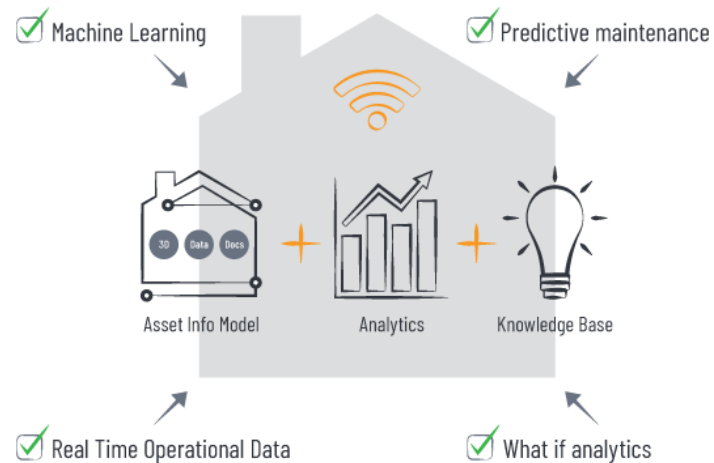 Machine Learning
Predictive maintenance
3D
Data
Docs
Asset Info Model
Analytics
Knowledge Base
Real Time Operational Data
What if analytics